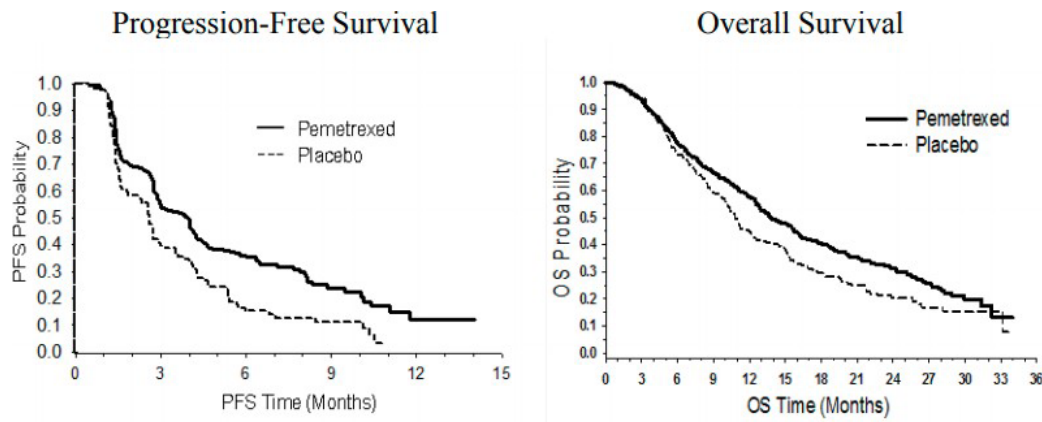 Progression-Free Survival
1.0
0.9
0.8
0.7
0.6
0.5
0.4
0.3
0.2
0.1
0.0
PFS Probability
Pemetrexed
Placebo
0 3 6 9 12 15
PFS Time (Months)
Overall Survival
1.0
0.9
0.8
0.7
0.6
0.5
0.4
0.3
0.2
0.1
0.0
OS Probability
Pemetrexed
Placebo
0 3 6 9 12 15 18 21 24 27 30 33 36
OS Time (Months)